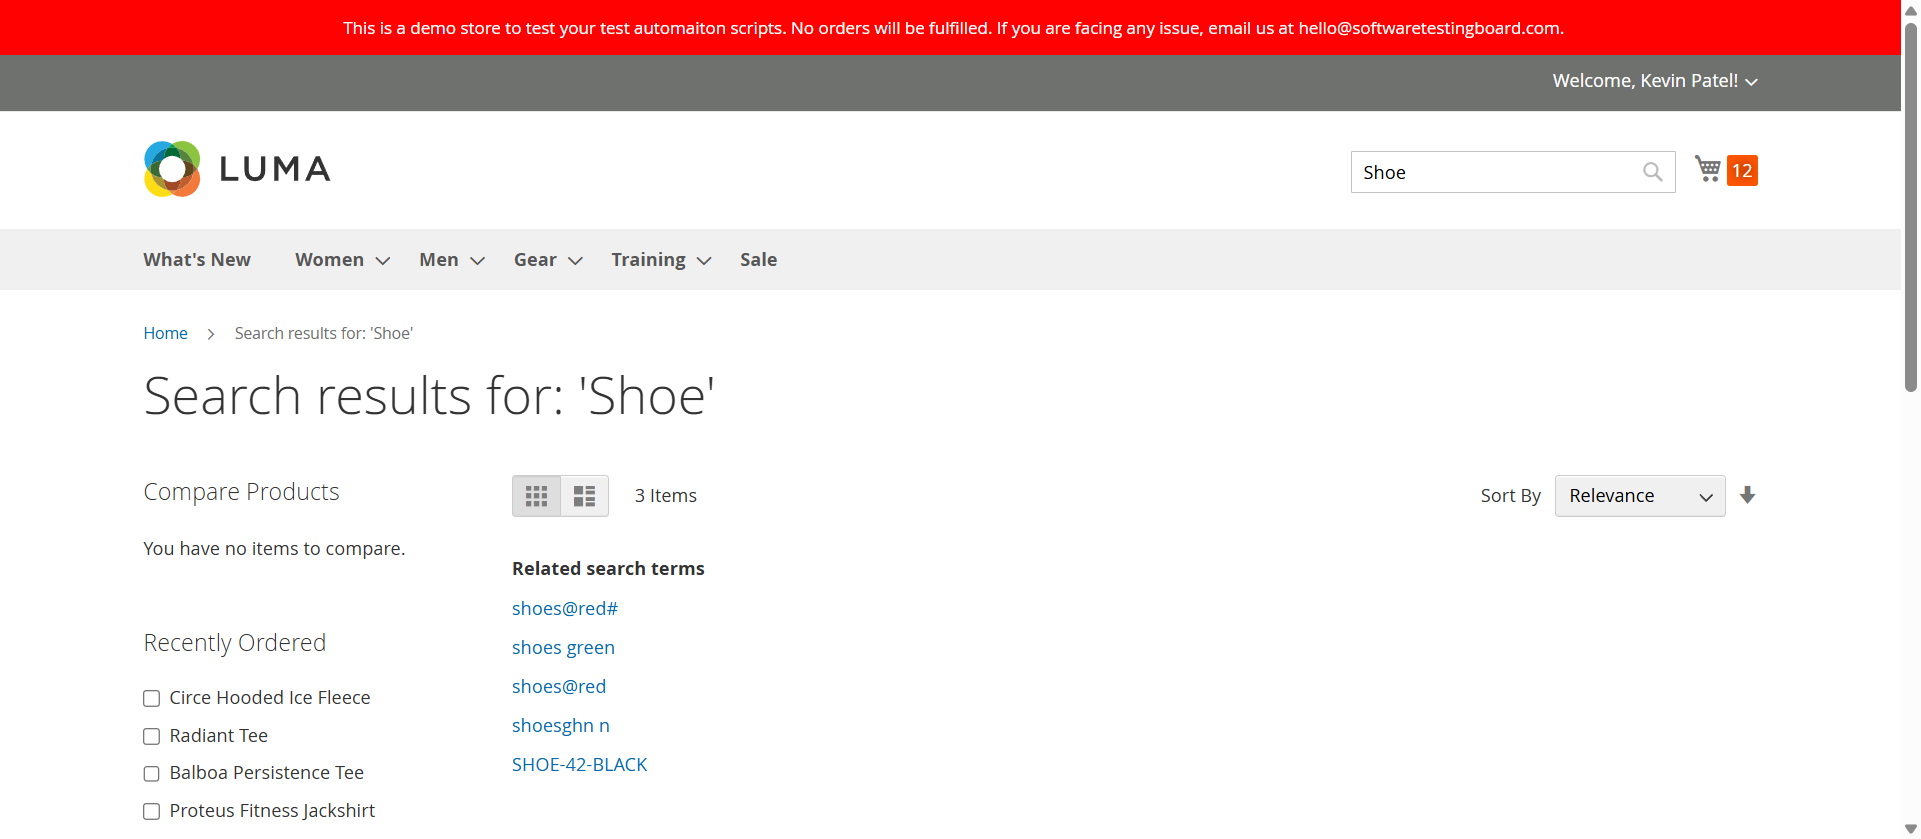 This is a demo store to test your test automaiton scripts. No orders will be fulfilled. If you are facing any issue, email us at hello@softwaretestingboard.com.
Welcome, Kevin Patel!
LUMA
Shoe
12
What's New
Women
Men
Gear
Training
Sale
Home
Search results for: 'Shoe'
Search results for: 'Shoe'
Compare Products
You have no items to compare.
Recently Ordered
Circe Hooded Ice Fleece
Radiant Tee
Balboa Persistence Tee
Proteus Fitness Jackshirt
3 Items
Sort By
Relevance
Related search terms
shoes@red#
shoes green
shoes@red
shoesghn n
SHOE-42-BLACK